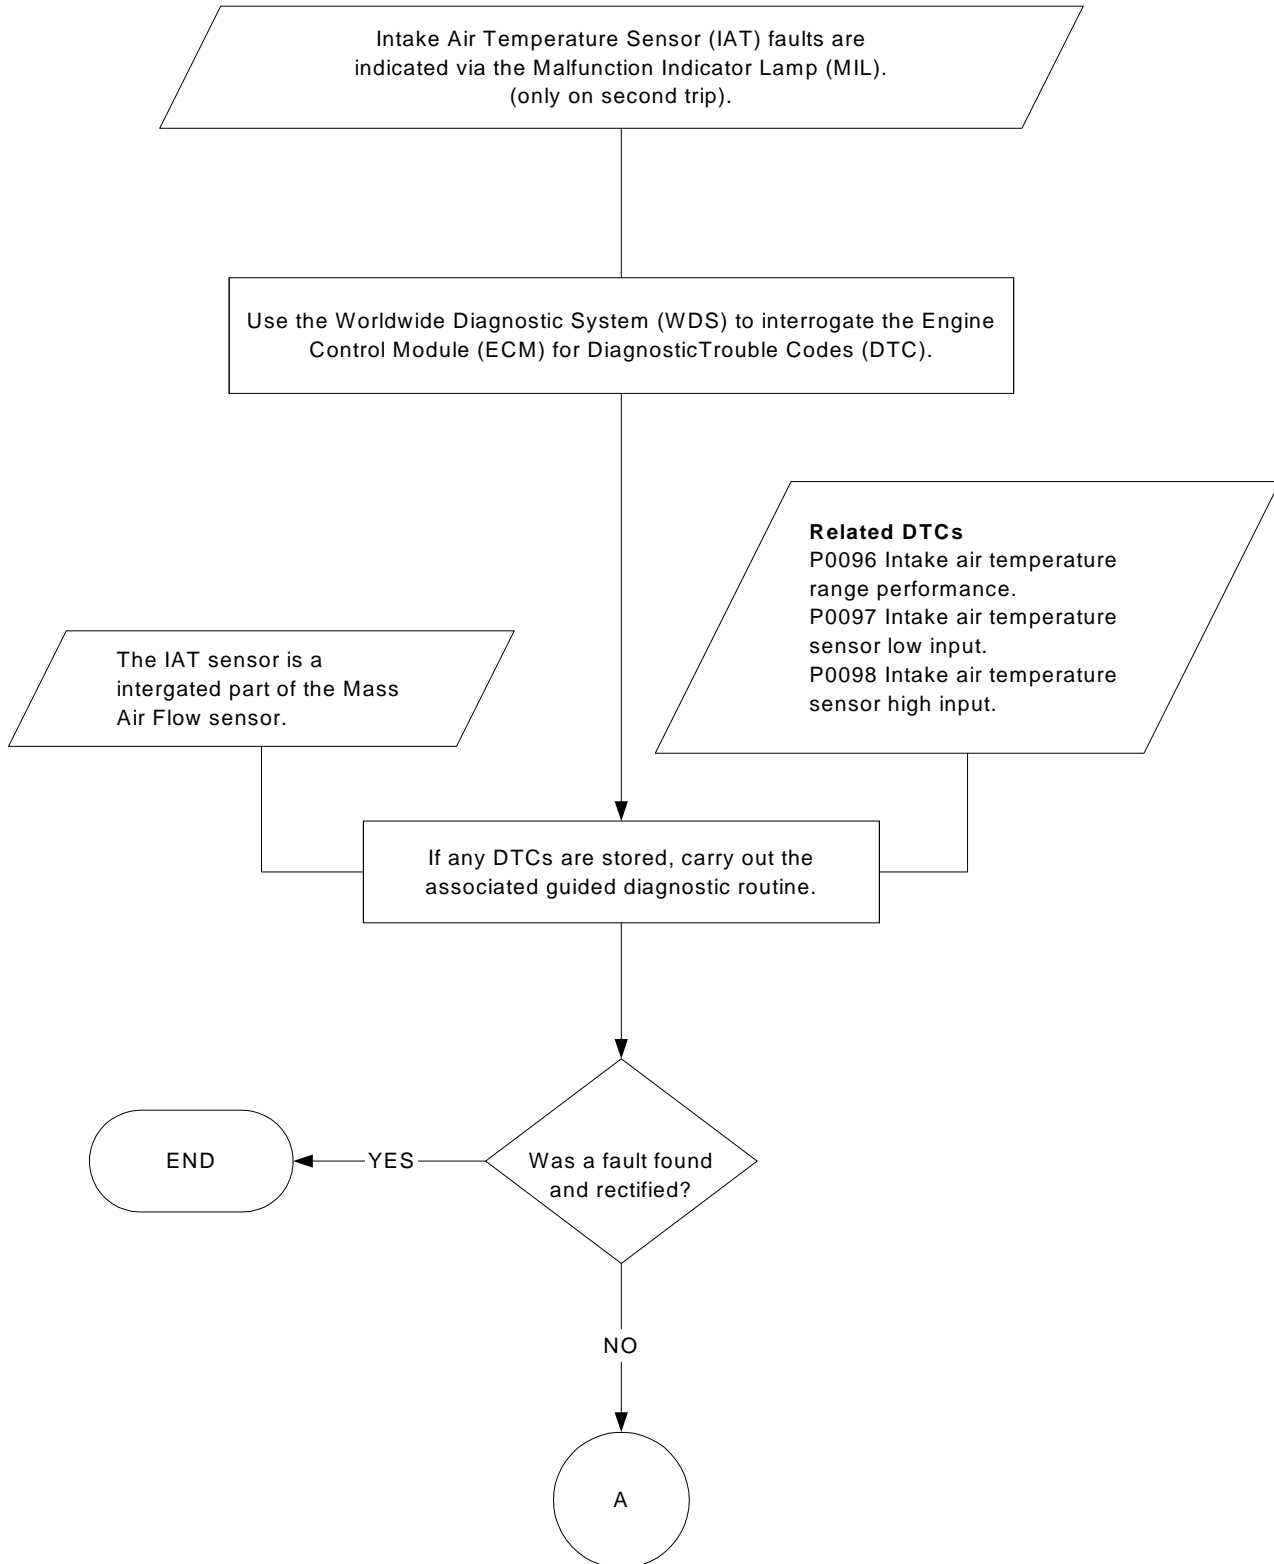 Intake Air Temperature Sensor (IAT) faults are
indicated via the Malfunction Indicator Lamp (MIL).
(only on second trip).
Use the Worldwide Diagnostic System (WDS) to interrogate the Engine
Control Module (ECM) for DiagnosticTrouble Codes (DTC).
Related DTCs
P0096 Intake air temperature
range performance.
P0097 Intake air temperature
sensor low input.
P0098 Intake air temperature
sensor high input.
The IAT sensor is a
intergated part of the Mass
Air Flow sensor.
If any DTCs are stored, carry out the
associated guided diagnostic routine.
Was a fault found
and rectified?
YES
END
NO
A